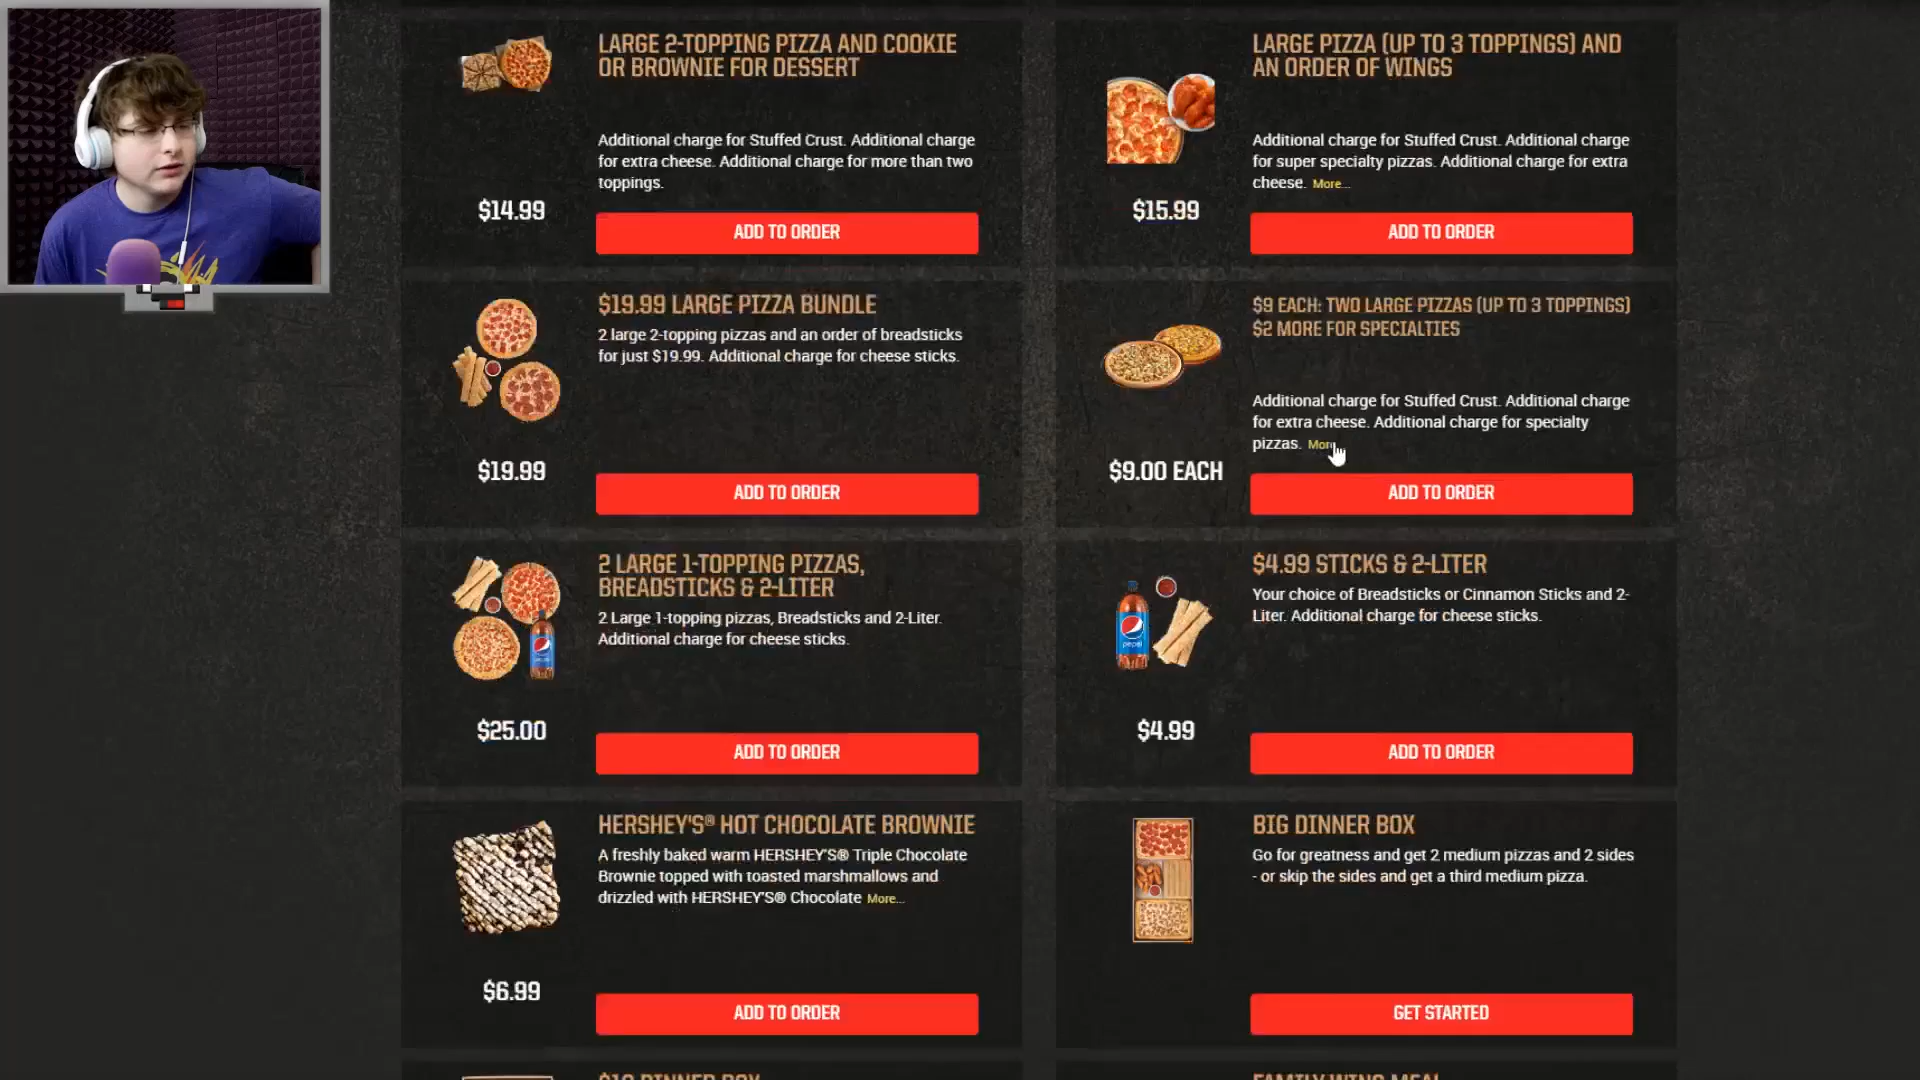 LARGE 2-TOPPING PIZZA AND COOKIE
OR BROWNIE FOR DESSERT
Additional charge for Stuffed Crust. Additional charge
for extra cheese. Additional charge for more than two
toppings.
$14.99
ADD TO ORDER
LARGE PIZZA (UP TO 3 TOPPINGS) AND
AN ORDER OF WINGS
Additional charge for Stuffed Crust. Additional charge
for super specialty pizzas. Additional charge for extra
cheese. More...
$15.99
ADD TO ORDER
$19.99 LARGE PIZZA BUNDLE
2 large 2-topping pizzas and an order of breadsticks
for just $19.99. Additional charge for cheese sticks.
$19.99
ADD TO ORDER
$9 EACH: TWO LARGE PIZZAS (UP TO 3 TOPPINGS)
$2 MORE FOR SPECIALTIES
Additional charge for Stuffed Crust. Additional charge
for extra cheese. Additional charge for specialty
pizzas. More
$9.00 EACH
ADD TO ORDER
2 LARGE 1-TOPPING PIZZAS,
BREADSTICKS & 2-LITER
2 Large 1-topping pizzas, Breadsticks and 2-Liter.
Additional charge for cheese sticks.
$25.00
ADD TO ORDER
$4.99 STICKS & 2-LITER
Your choice of Breadsticks or Cinnamon Sticks and 2-
Liter. Additional charge for cheese sticks.
pepsi
$4.99
ADD TO ORDER
HERSHEY'S® HOT CHOCOLATE BROWNIE
A freshly baked warm HERSHEY'S® Triple Chocolate
Brownie topped with toasted marshmallows and
drizzled with HERSHEY'S® Chocolate More...
$6.99
ADD TO ORDER
BIG DINNER BOX
Go for greatness and get 2 medium pizzas and 2 sides
- or skip the sides and get a third medium pizza.
GET STARTED
$10 DINNER BOX
FAMILY WING MEAL